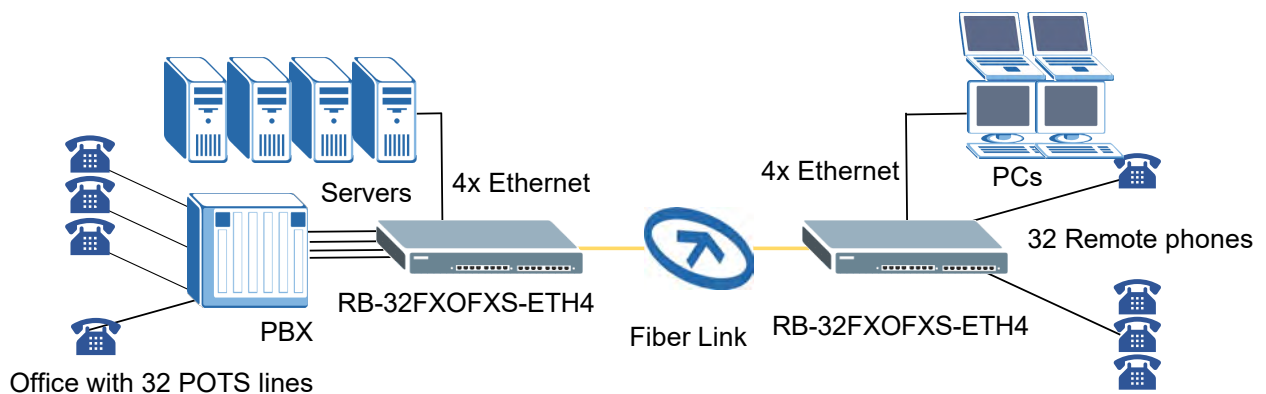 Servers
4x Ethernet
4x Ethernet
PCs
32 Remote phones
RB-32FXOFXS-ETH4
PBX
Fiber Link
RB-32FXOFXS-ETH4
Office with 32 POTS lines